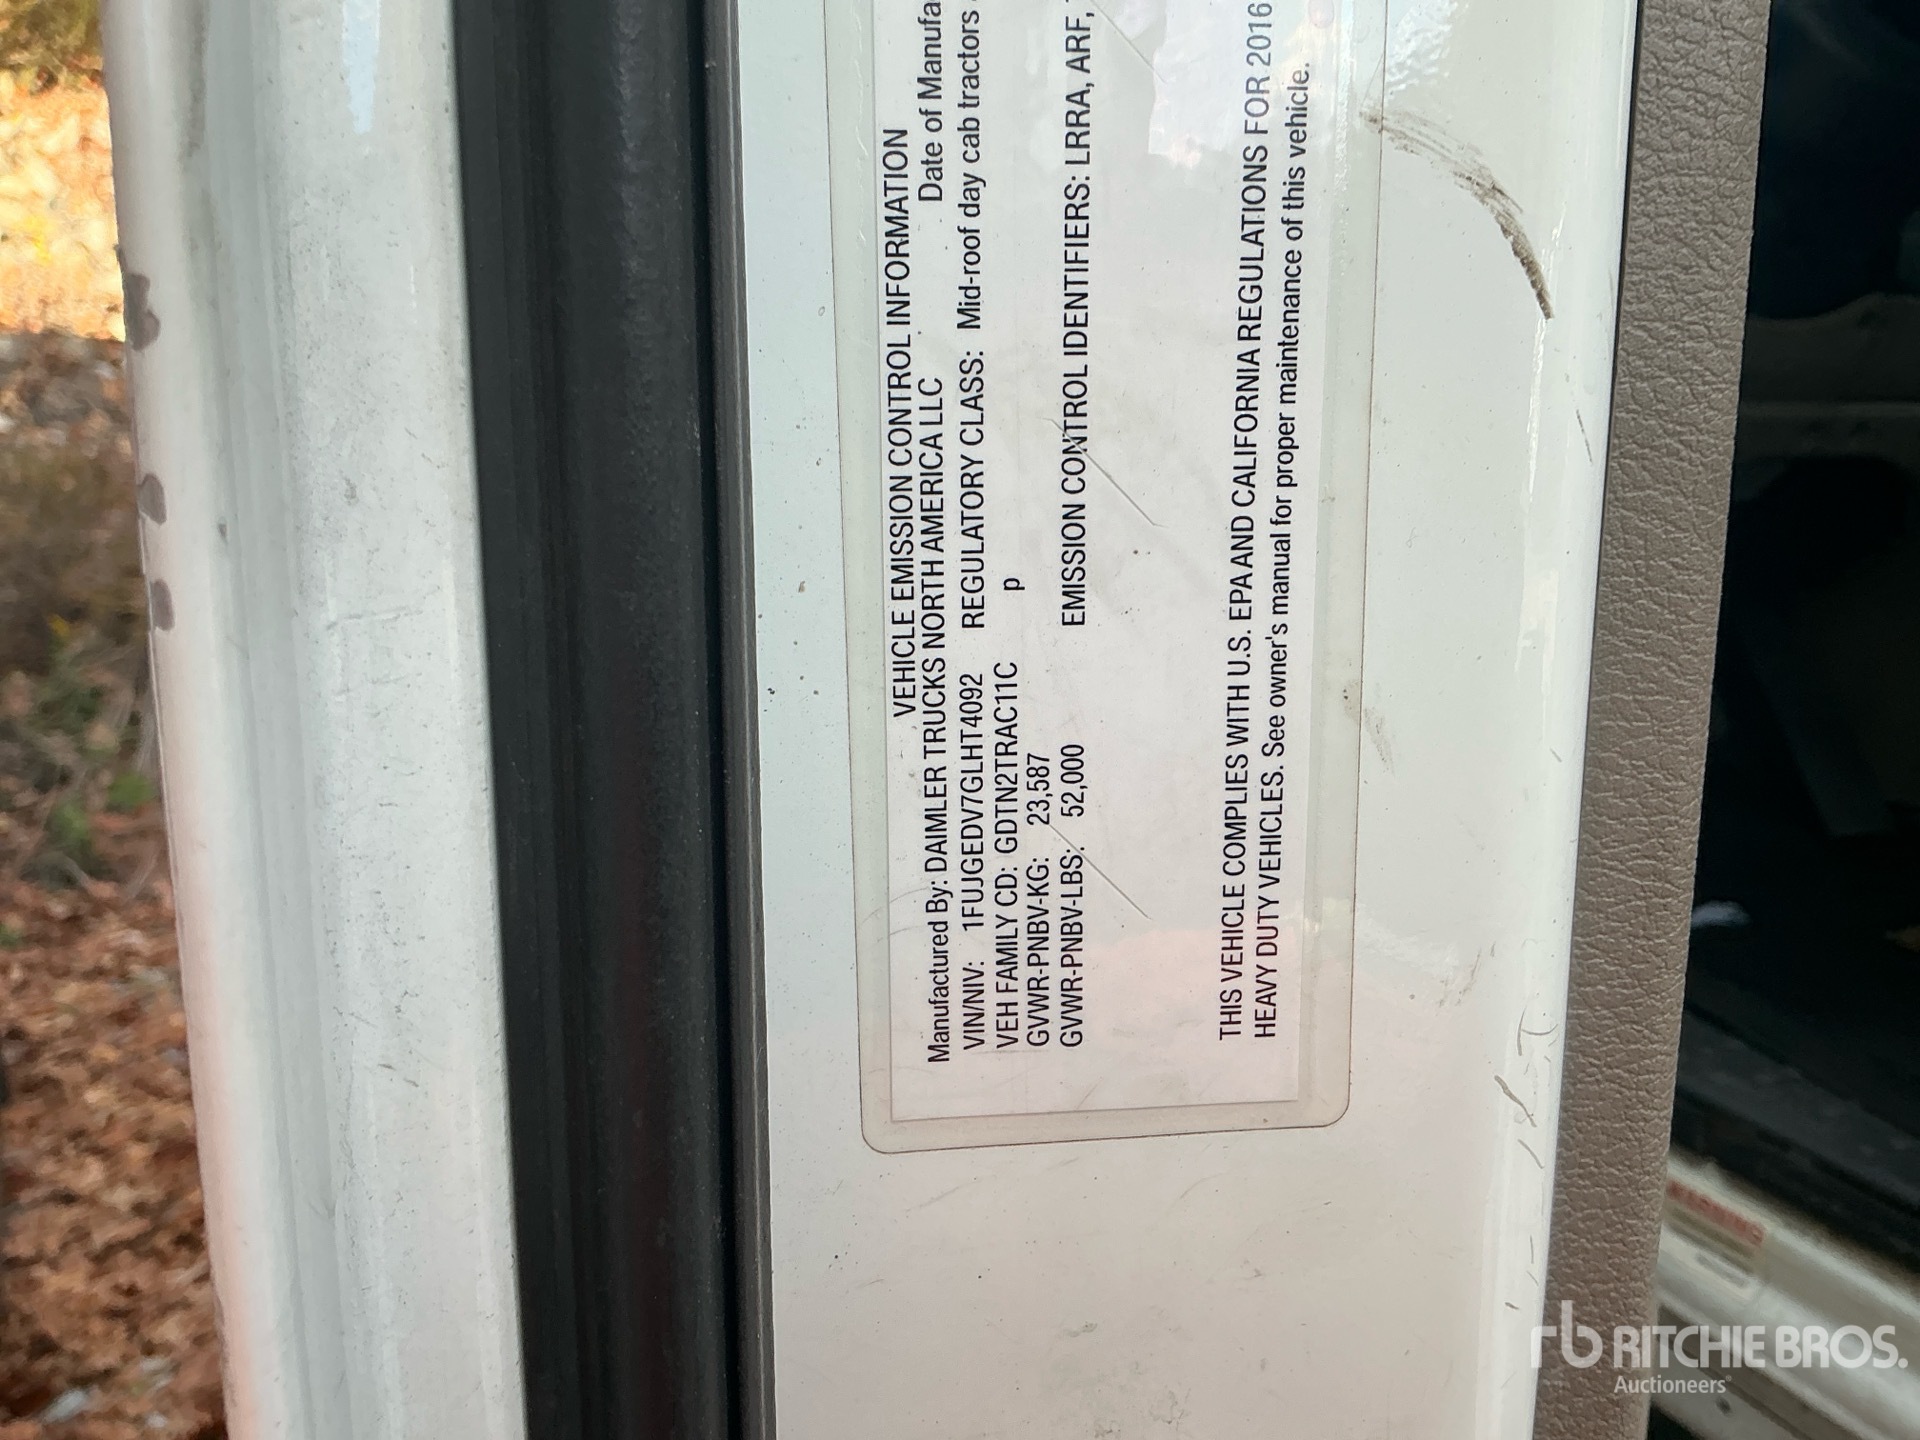 VEHICLE EMISSION CONTROL INFORMATION
Manufactured By: DAIMLER TRUCKS NORTH AMERICA LLC Date of Manufa
VIN/NIV: 1FUJGEDV7GLHT4092 REGULATORY CLASS: Mid-roof day cab tractors
VEH FAMILY CD: GDTN2TRAC11C p
GVWR-PNBV-KG: 23,587
GVWR-PNBV-LBS: 52,000 EMISSION CONTROL IDENTIFIERS: LRRA, ARF,
THIS VEHICLE COMPLIES WITH U.S. EPA AND CALIFORNIA REGULATIONS FOR 2016
HEAVY DUTY VEHICLES. See owner's manual for proper maintenance of this vehicle.
rb RITCHIE BROS.
Auctioneers